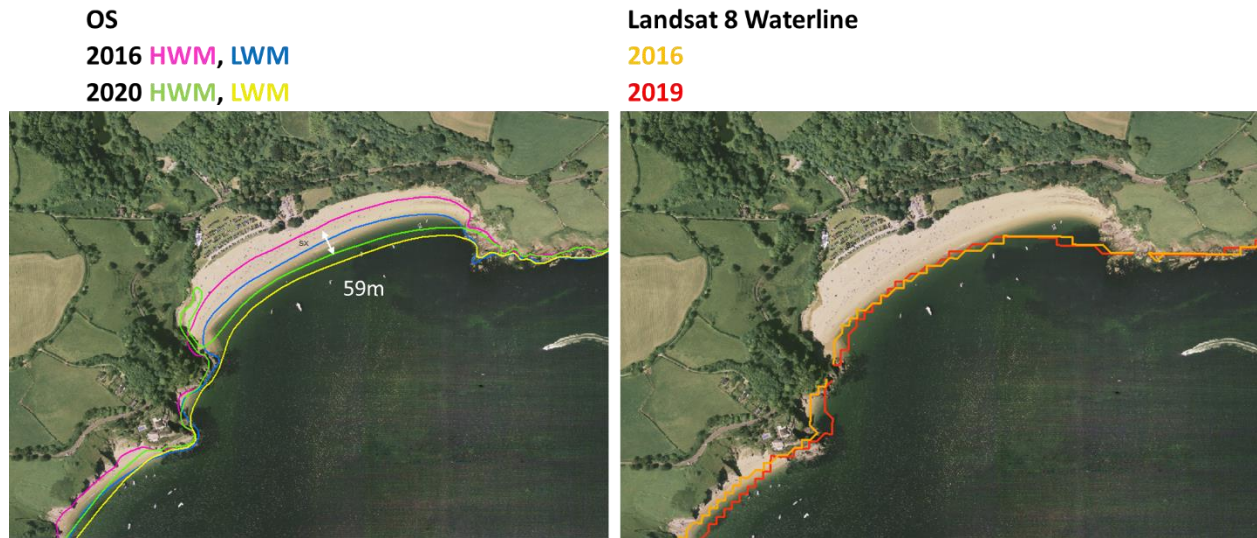 OS
2016 HWM, LWM
2020 HWM, LWM
Landsat 8 Waterline
2016
2019
59m